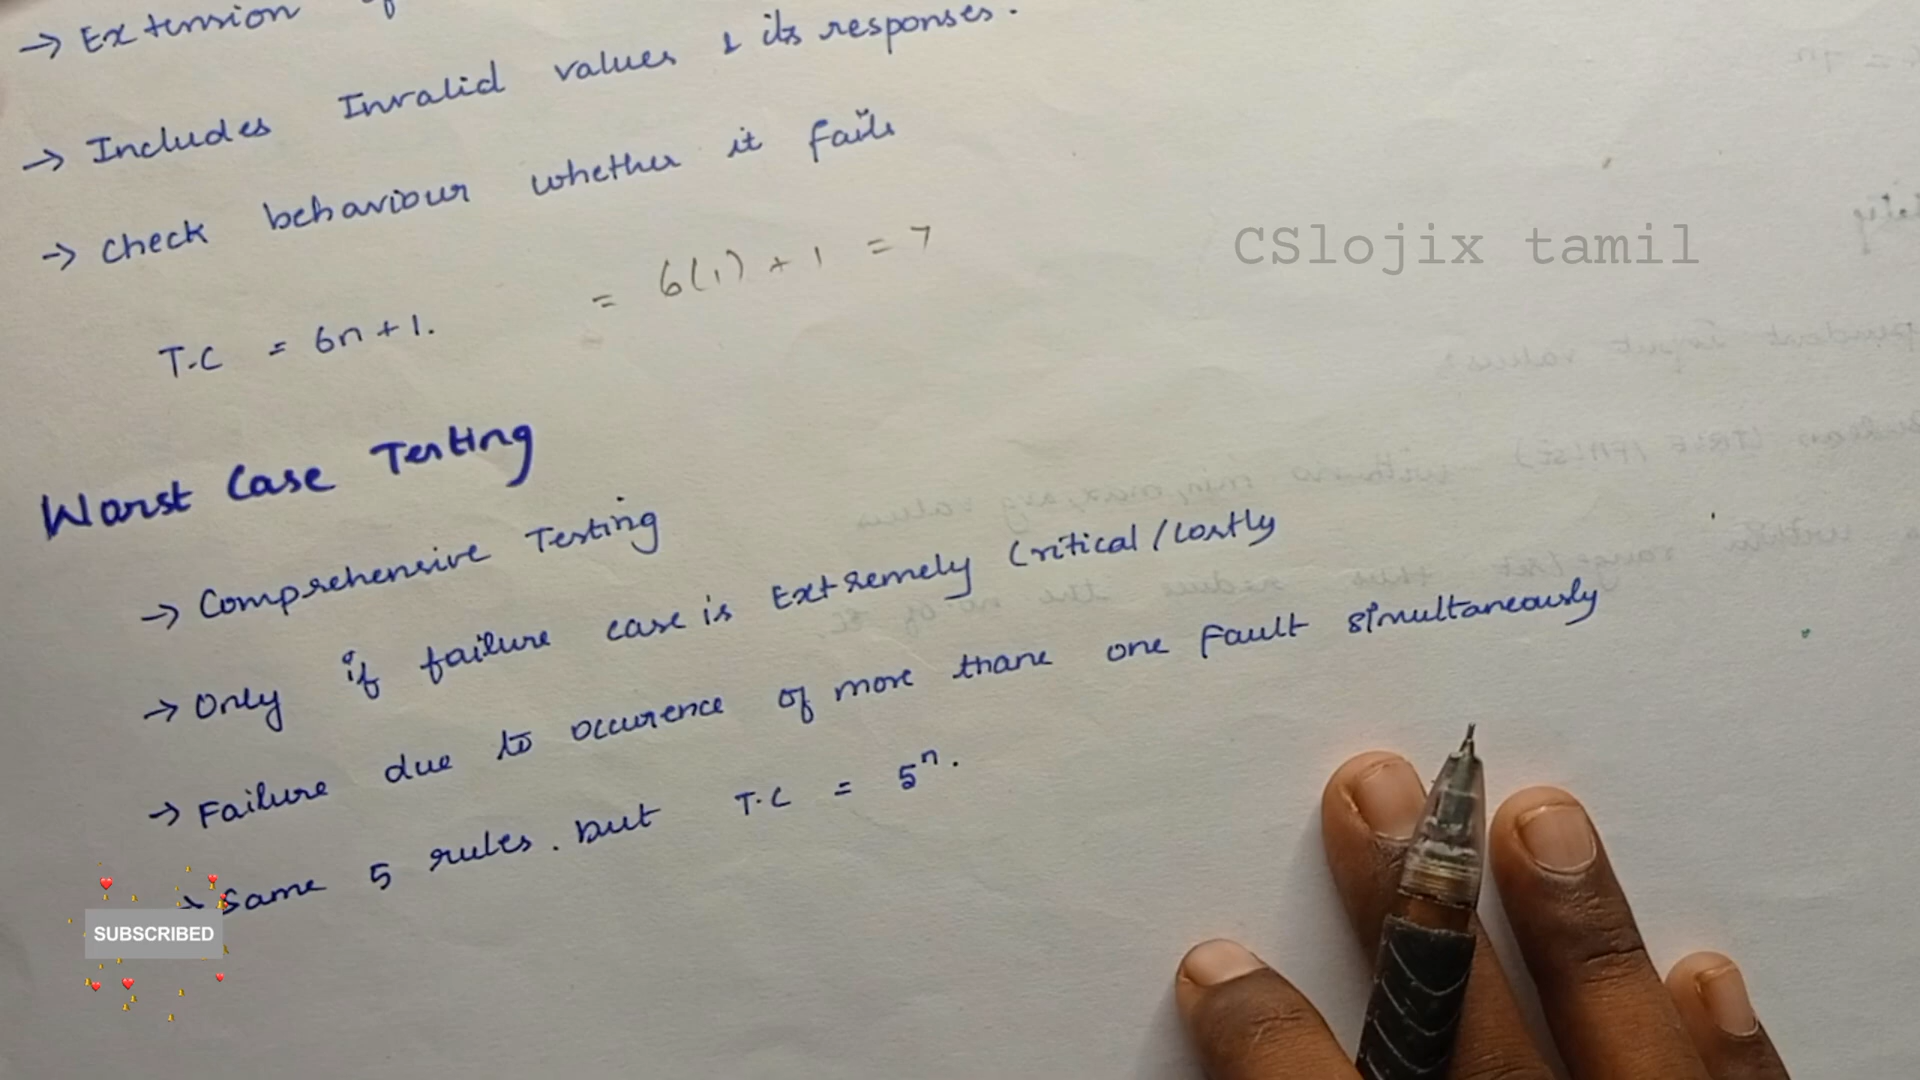 → Extension
→ Includes Invalid values & its responses.
→ Check behaviour whether it fails
T.C = 6n+1. = 6(1) + 1 = 7
Worst Case Testing
→ Comprehensive Testing
→ Only if failure case is Extremely Critical/Costly
→ Failure due to occurence of more thane one Fault simultaneously
→ Same 5 rules. but T.C = 5ⁿ.
CSlojix tamil
SUBSCRIBED